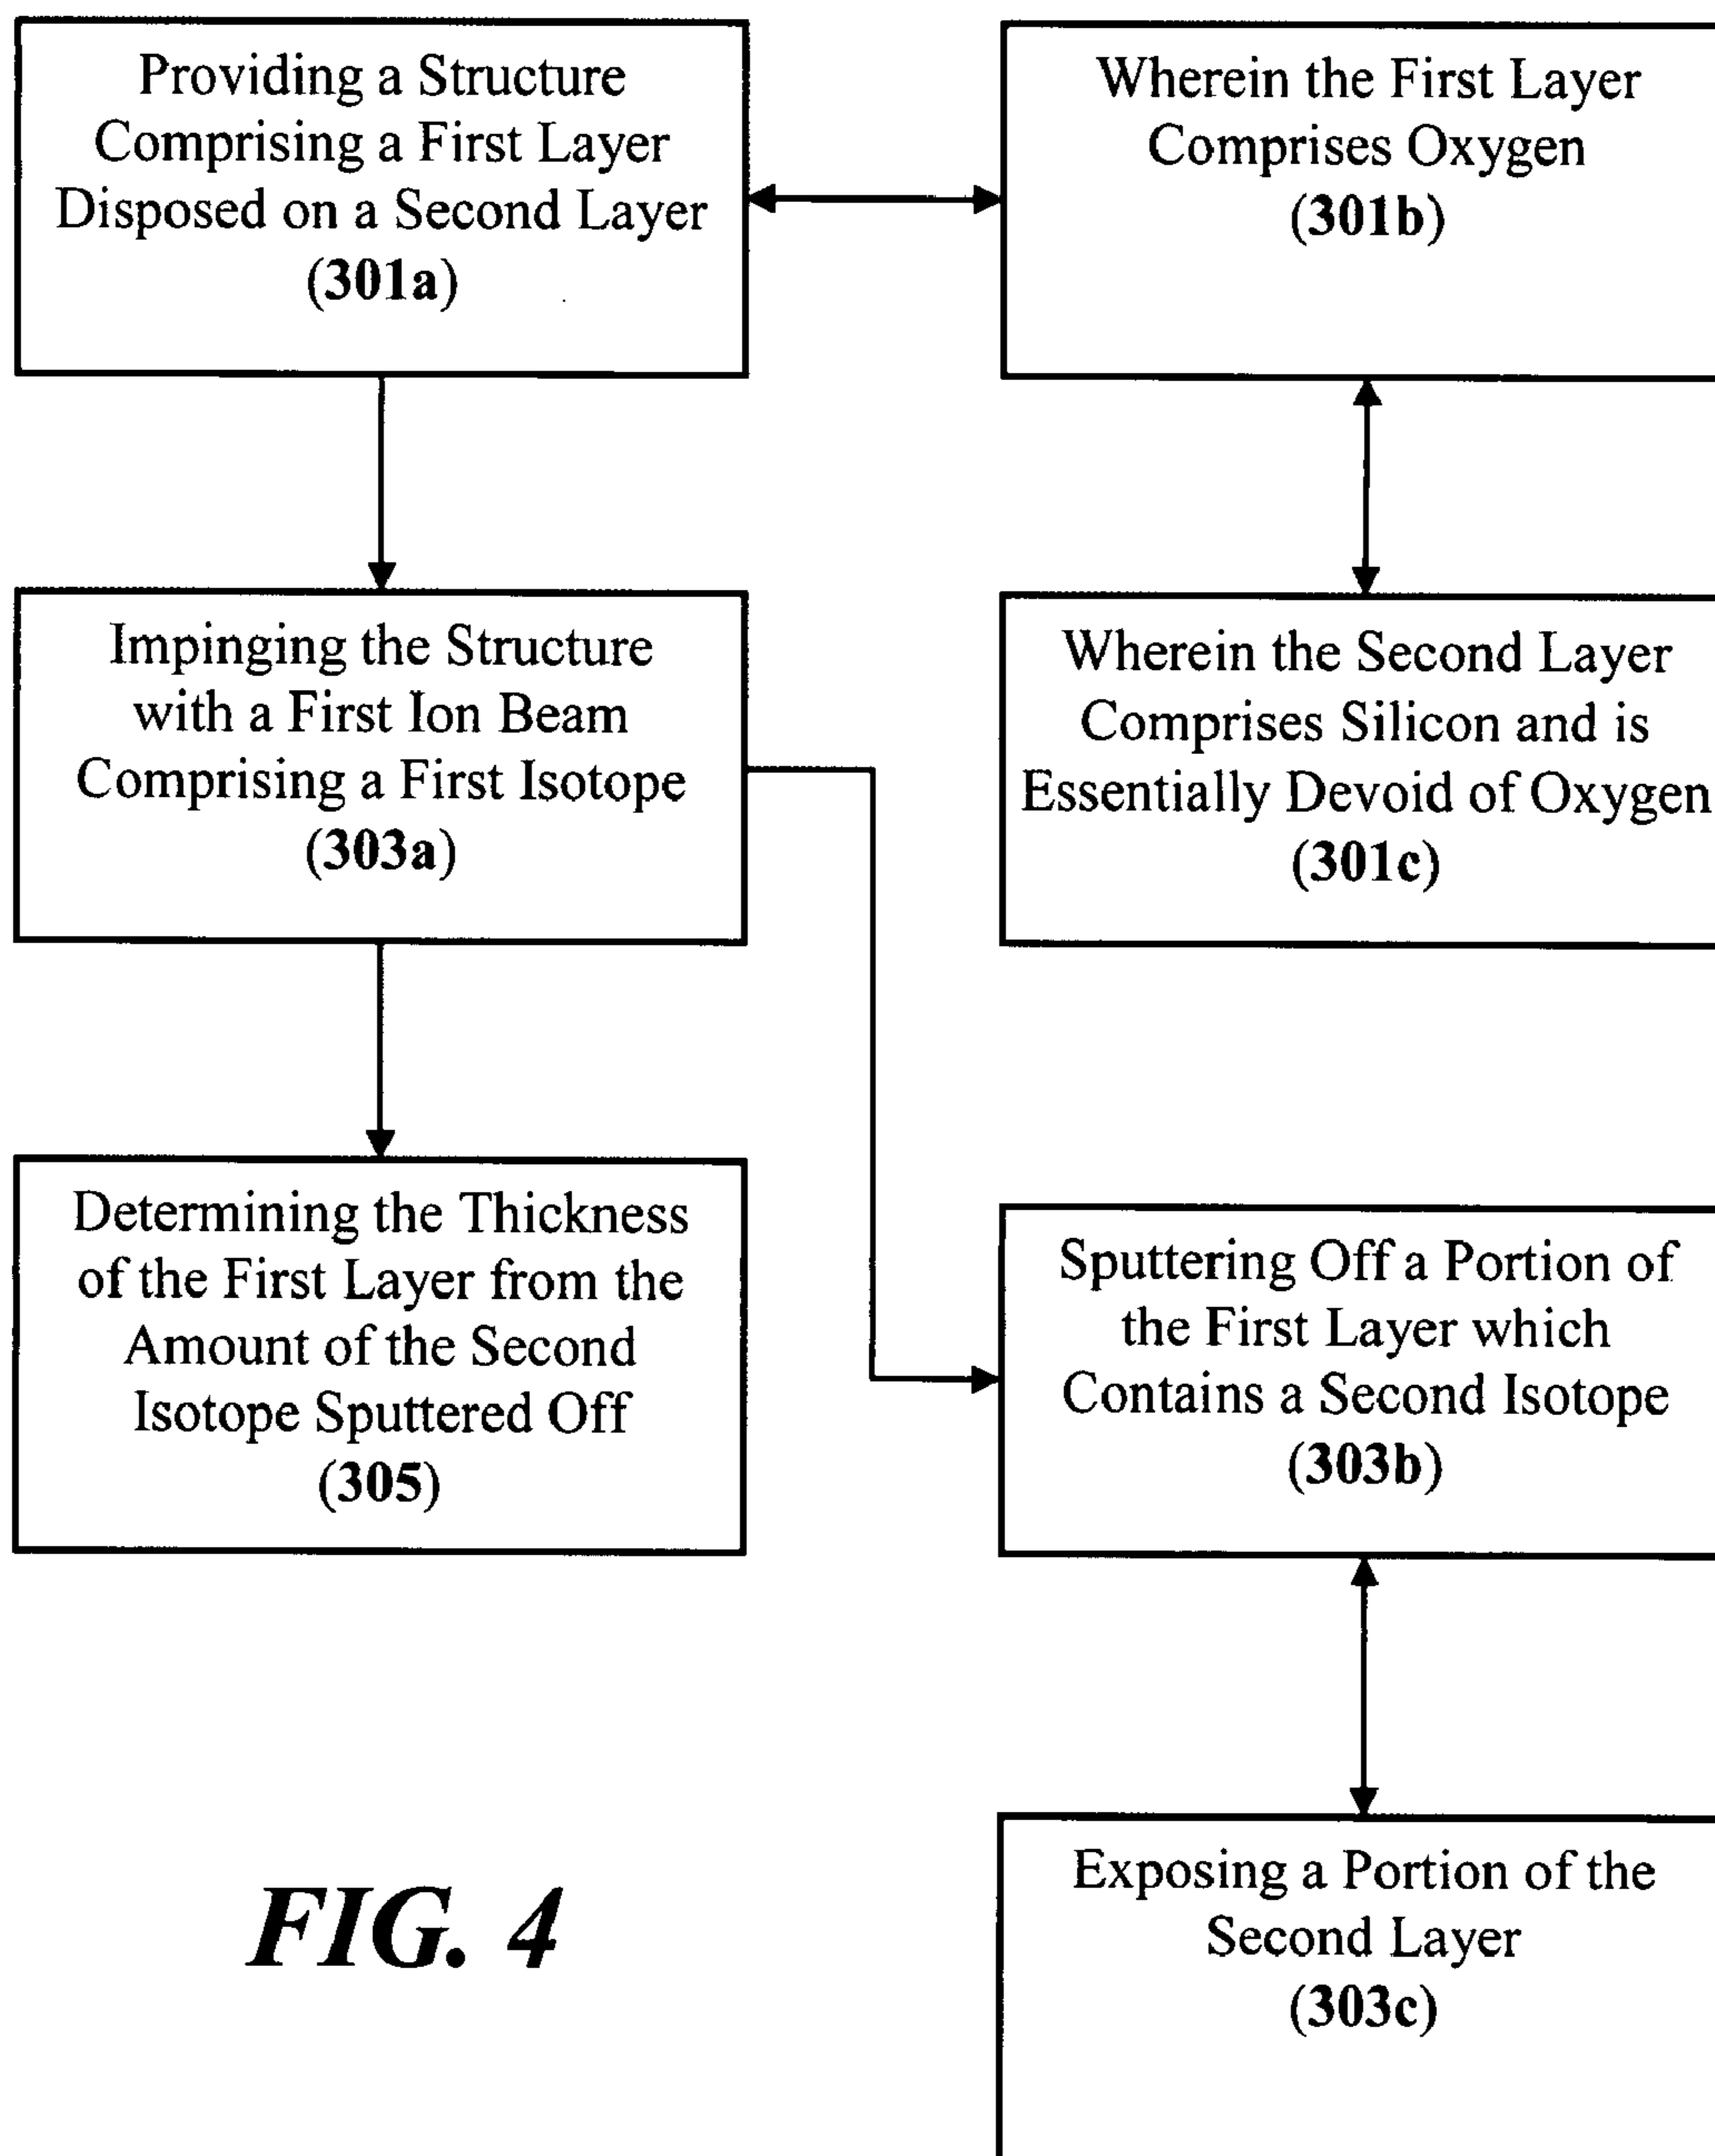 Providing a Structure
Comprising a First Layer
Disposed on a Second Layer
(301a)
Wherein the First Layer
Comprises Oxygen
(301b)
Impinging the Structure
with a First Ion Beam
Comprising a First Isotope
(303a)
Wherein the Second Layer
Comprises Silicon and is
Essentially Devoid of Oxygen
(301c)
Determining the Thickness
of the First Layer from the
Amount of the Second
Isotope Sputtered Off
(305)
Sputtering Off a Portion of
the First Layer which
Contains a Second Isotope
(303b)
Exposing a Portion of the
Second Layer
(303c)
FIG. 4